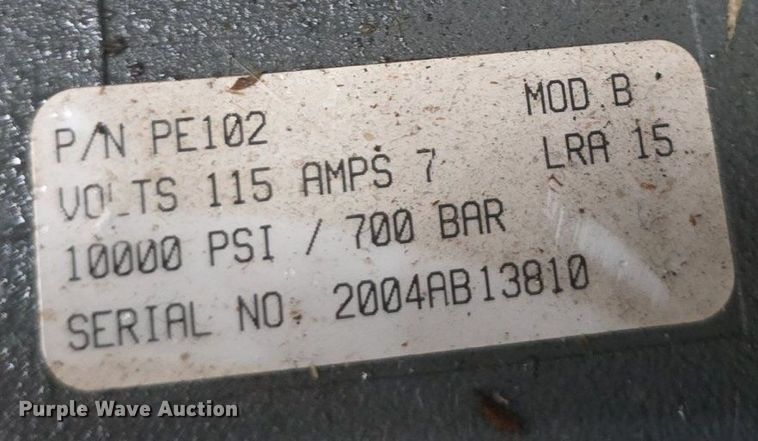 P/N PE102 MOD B
VOLTS 115 AMPS 7 LRA 15
10000 PSI / 700 BAR
SERIAL NO. 2004AB13810
Purple Wave Auction